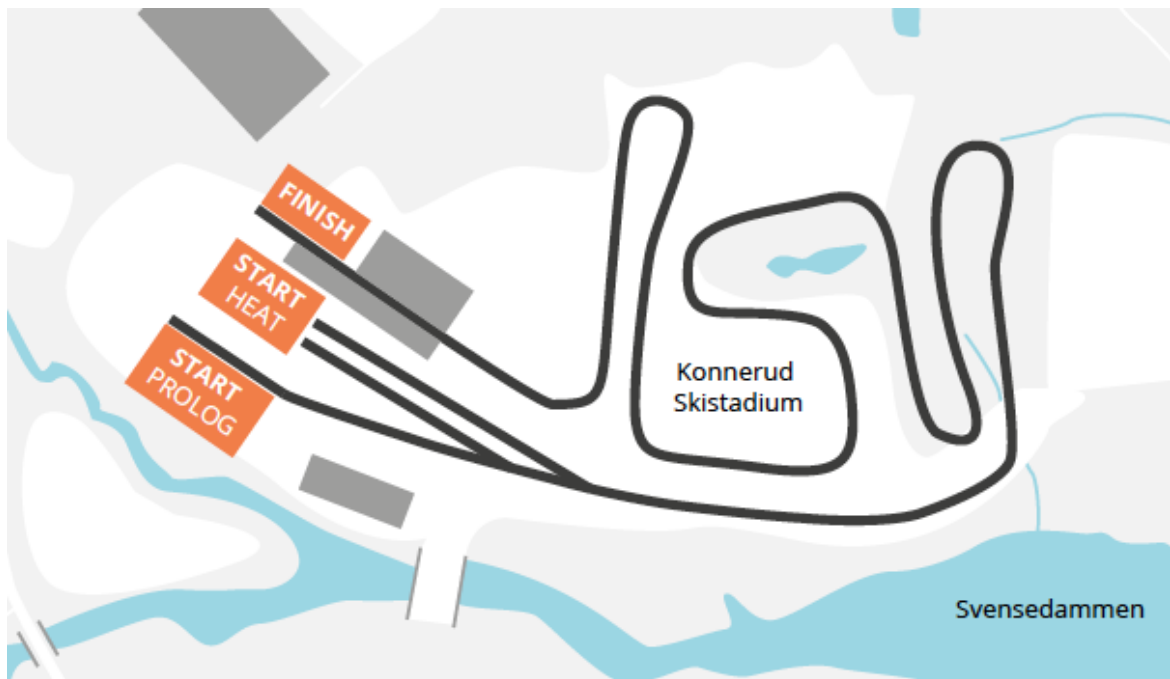 FINISH
START
HEAT
START
PROLOG
Konnerud
Skistadium
Svensedammen